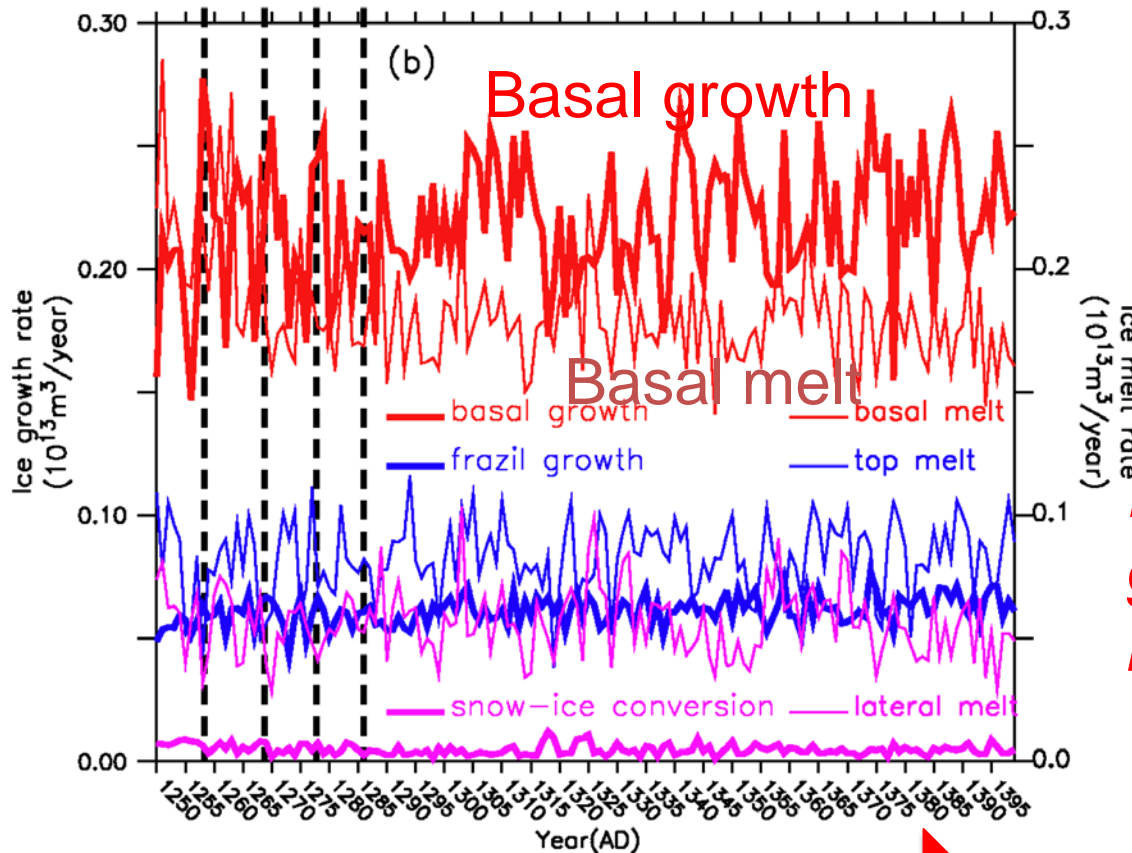 0.30
0.3
(b)
Basal growth
0.20
0.2
Ice growth rate
(10¹³m³/year)
Ice melt rate
(10¹³m³/year)
Basal melt
basal growth
basal melt
frazil growth
top melt
0.10
0.1
snow-ice conversion
lateral melt
0.00
0.0
1250 1255 1260 1265 1270 1275 1280 1285 1290 1295 1300 1305 1310 1315 1320 1325 1330 1335 1340 1345 1350 1355 1360 1365 1370 1375 1380 1385 1390 1395
Year(AD)